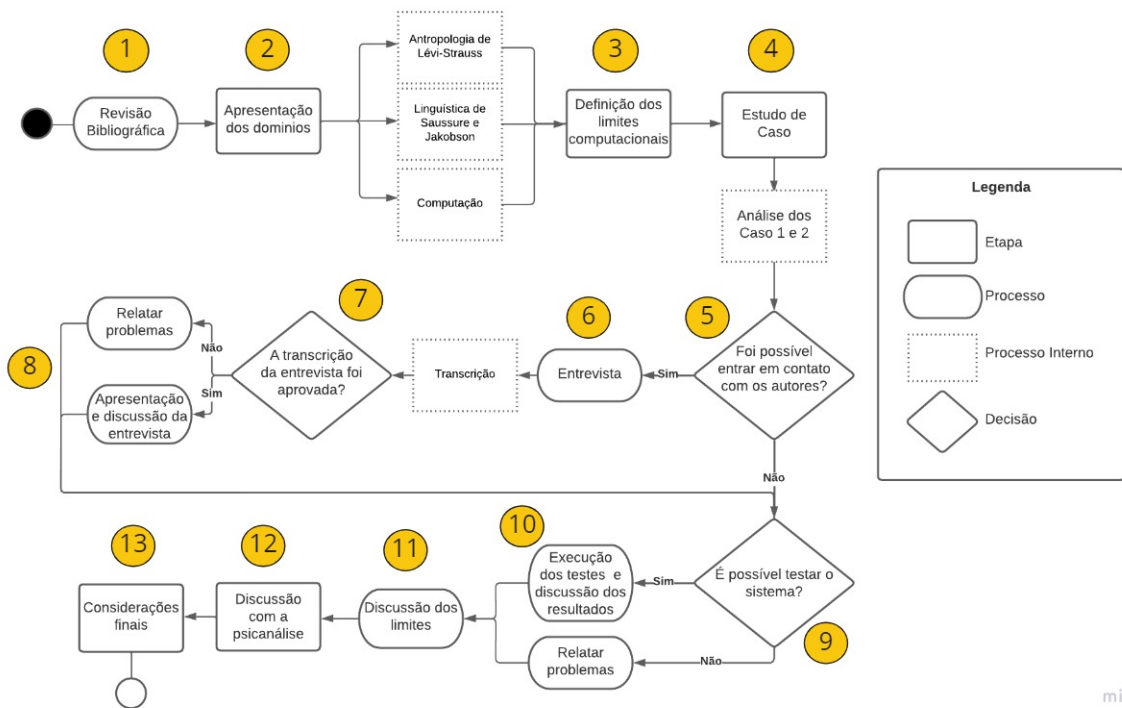 1
Revisão
Bibliográfica
2
Apresentação
dos dominios
Antropologia de
Lévi-Strauss
Linguística de
Saussure e
Jakobson
Computação
3
Definição dos
limites
computacionais
4
Estudo de
Caso
Análise dos
Caso 1 e 2
5
Foi possível
entrar em contato
com os autores?
Sim
Não
6
Entrevista
Transcrição
7
A transcrição
da entrevista foi
aprovada?
Não
Sim
8
Relatar
problemas
Apresentação
e discussão da
entrevista
9
É possível testar o
sistema?
Sim
Não
10
Execução
dos testes e
discussão dos
resultados
Relatar
problemas
11
Discussão dos
limites
12
Discussão
com a
psicanálise
13
Considerações
finais
Legenda
Etapa
Processo
Processo Interno
Decisão
mi